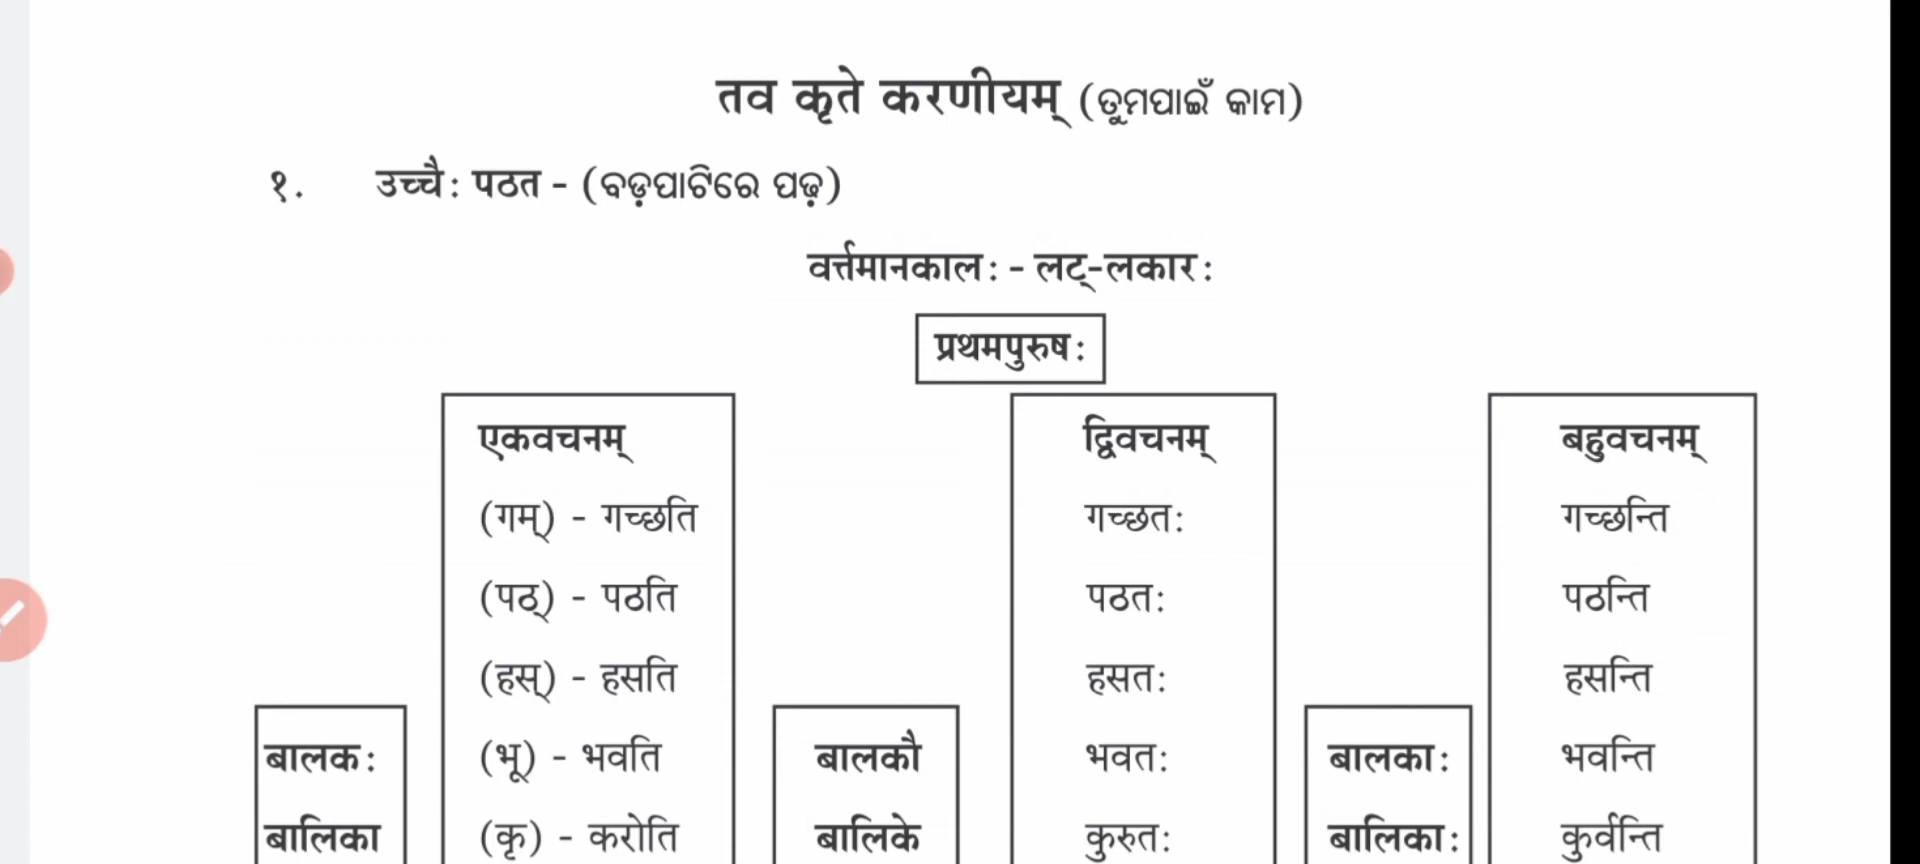 तव कृते करणीयम् (ତୁମପାଇଁ କାମ)
१. उच्चैः पठत - (ବଡ଼ପାଟିରେ ପଢ଼)
वर्त्तमानकालः - लट्-लकारः
प्रथमपुरुषः
एकवचनम् द्विवचनम् बहुवचनम्
(गम्) - गच्छति गच्छतः गच्छन्ति
(पठ्) - पठति पठतः पठन्ति
(हस्) - हसति हसतः हसन्ति
बालकः (भू) - भवति बालकौ भवतः बालकाः भवन्ति
बालिका (कृ) - करोति बालिके कुरुतः बालिकाः कुर्वन्ति